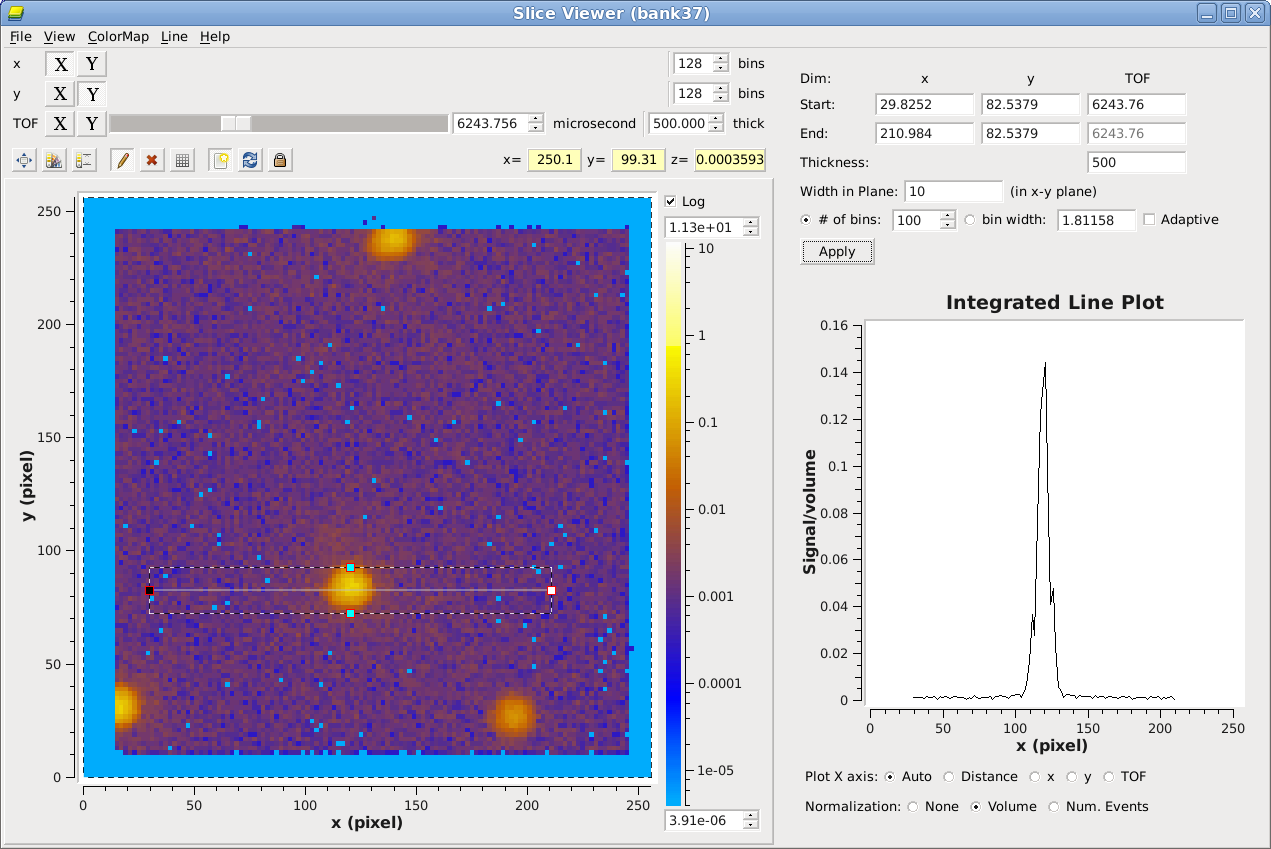 Slice Viewer (bank37)
File View ColorMap Line Help
x X Y 128 bins
y X Y 128 bins
TOF X Y 6243.756 microsecond 500.000 thick
x= 250.1 y= 99.31 z= 0.0003593
Dim: x y TOF
Start: 29.8252 82.5379 6243.76
End: 210.984 82.5379 6243.76
Thickness: 500
Width in Plane: 10 (in x-y plane)
# of bins: 100 bin width: 1.81158 Adaptive
Apply
Log
1.13e+01
10
1
0.1
0.01
0.001
0.0001
1e-05
3.91e-06
250
200
150
100
50
0
y (pixel)
0 50 100 150 200 250
x (pixel)
Integrated Line Plot
0.16
0.14
0.12
0.1
0.08
0.06
0.04
0.02
0
Signal/volume
0 50 100 150 200 250
x (pixel)
Plot X axis: Auto Distance x y TOF
Normalization: None Volume Num. Events